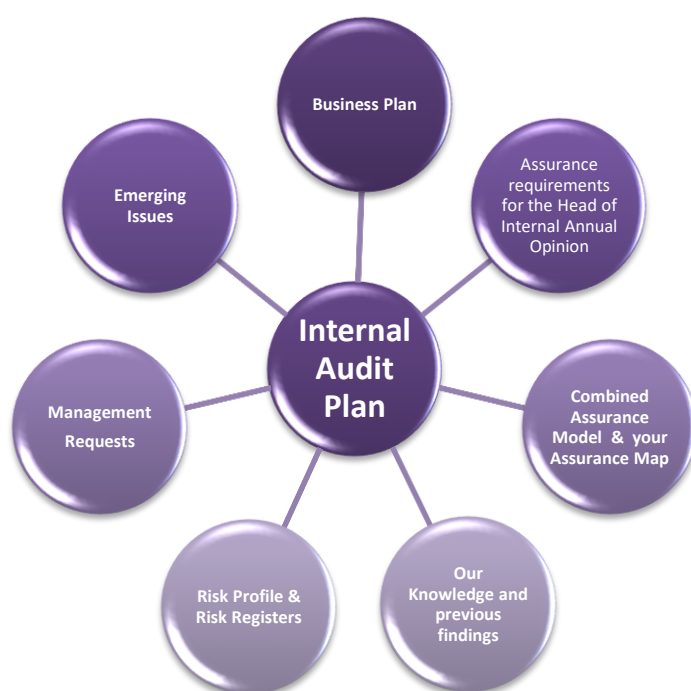 Business Plan
Assurance
requirements
for the Head of
Internal Annual
Opinion
Emerging
Issues
Internal
Audit
Plan
Combined
Assurance
Model & your
Assurance Map
Management
Requests
Our
Knowledge and
previous
findings
Risk Profile &
Risk Registers